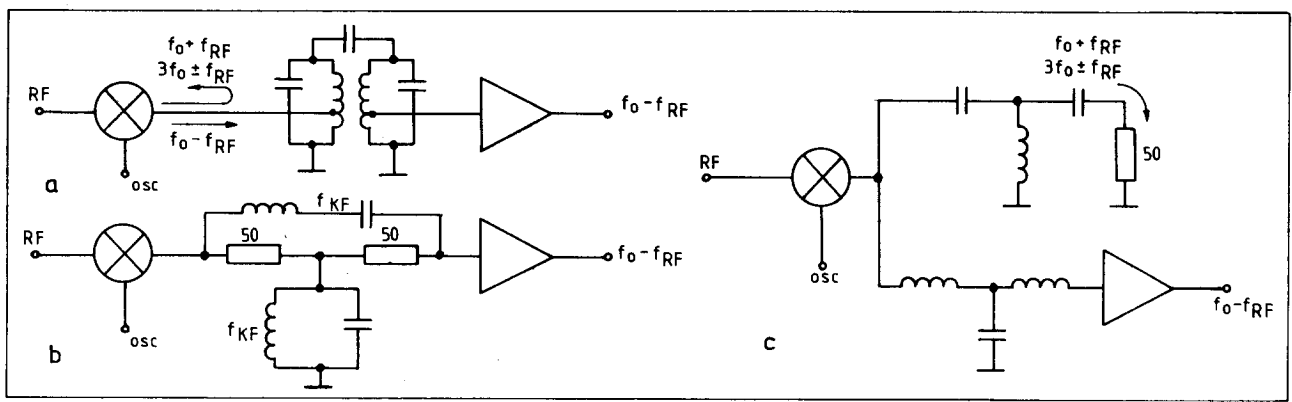 f₀+ fRF
3f₀± fRF
RF
f₀- fRF
osc
f₀- fRF
a
fKF
50
50
RF
f₀- fRF
osc
fKF
b
f₀+ fRF
3f₀± fRF
50
RF
osc
f₀-fRF
c